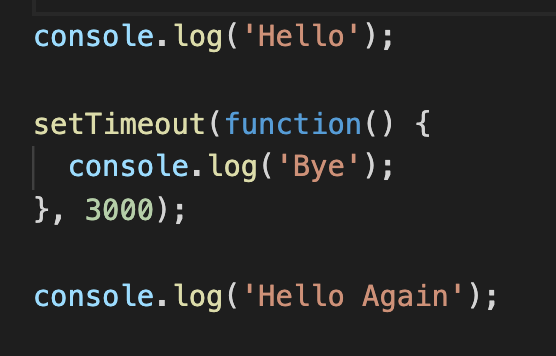 console.log('Hello');
setTimeout(function() {
  console.log('Bye');
}, 3000);
console.log('Hello Again');